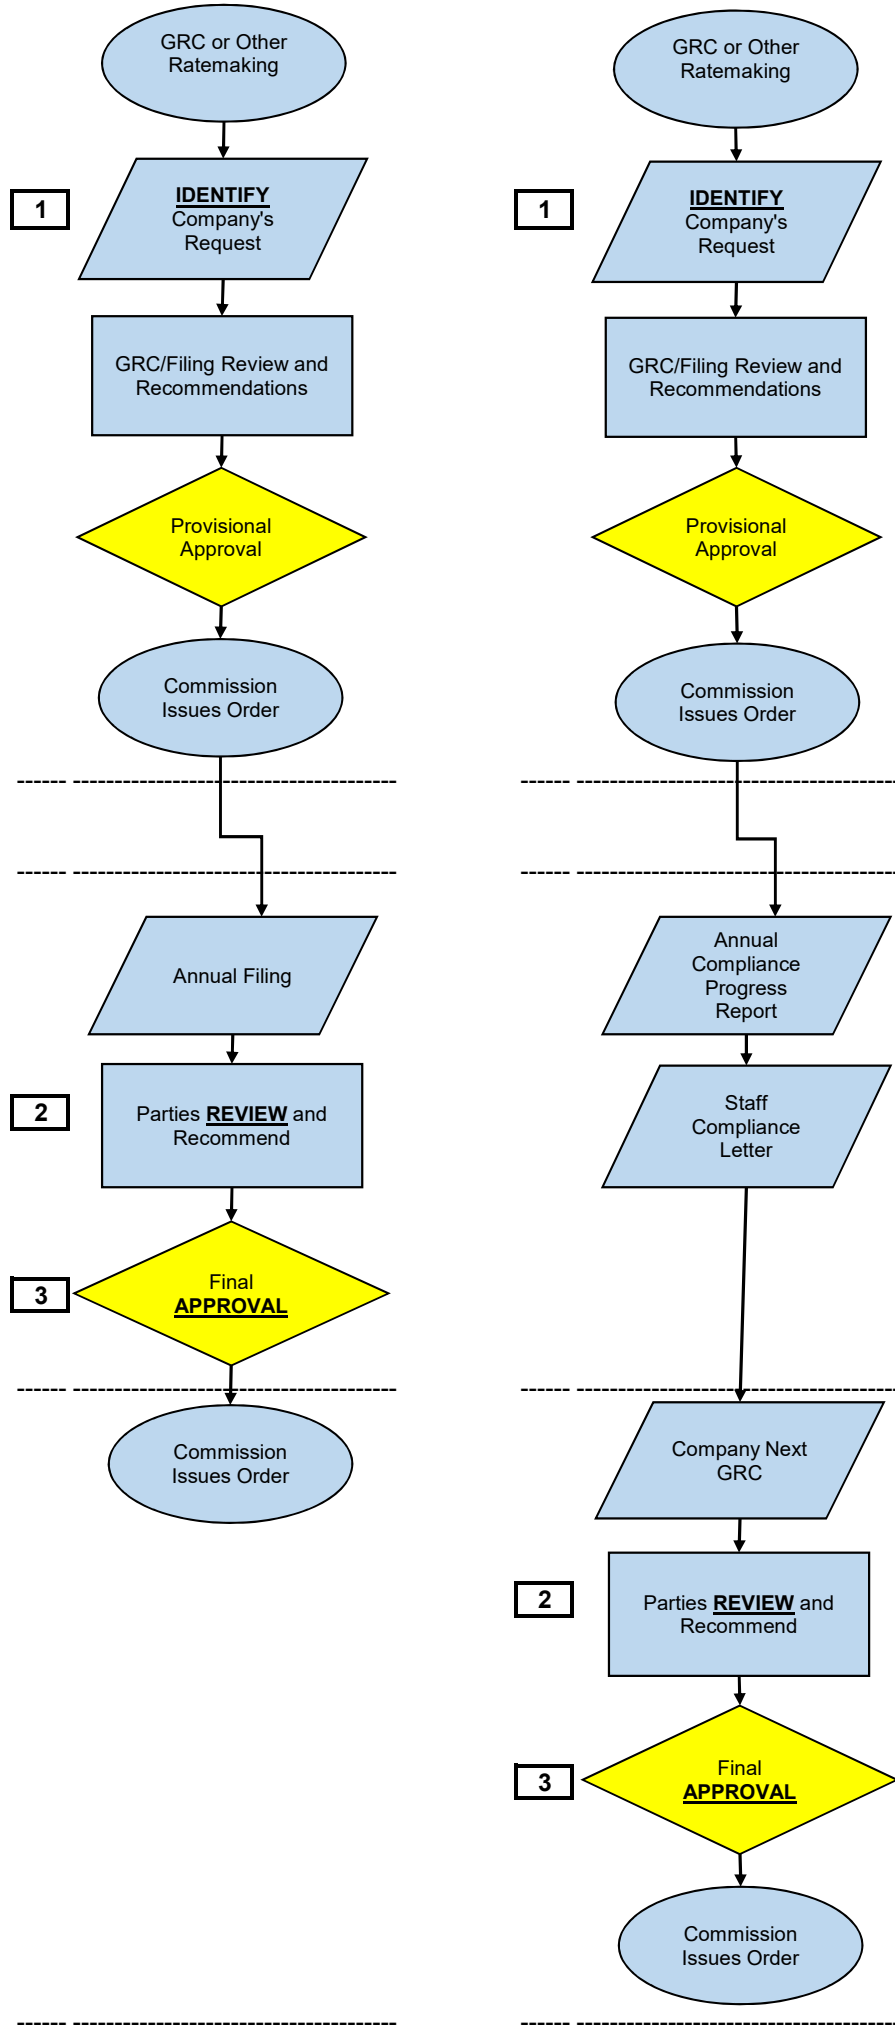 GRC or Other
Ratemaking
1
IDENTIFY
Company's
Request
GRC/Filing Review and
Recommendations
Provisional
Approval
Commission
Issues Order
Annual Filing
2
Parties REVIEW and
Recommend
3
Final
APPROVAL
Commission
Issues Order
GRC or Other
Ratemaking
1
IDENTIFY
Company's
Request
GRC/Filing Review and
Recommendations
Provisional
Approval
Commission
Issues Order
Annual
Compliance
Progress
Report
Staff
Compliance
Letter
Company Next
GRC
2
Parties REVIEW and
Recommend
3
Final
APPROVAL
Commission
Issues Order